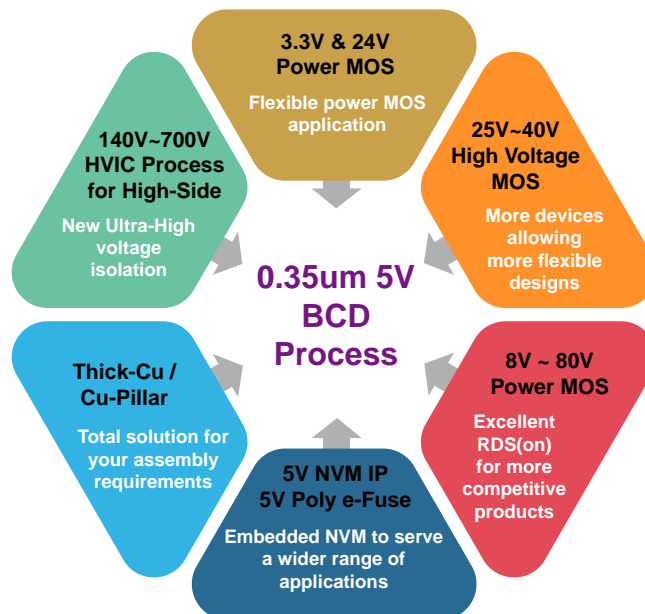 3.3V & 24V
Power MOS
Flexible power MOS
application
25V~40V
High Voltage
MOS
More devices
allowing
more flexible
designs
8V ~ 80V
Power MOS
Excellent
RDS(on)
for more
competitive
products
5V NVM IP
5V Poly e-Fuse
Embedded NVM to serve
a wider range of
applications
Thick-Cu /
Cu-Pillar
Total solution for
your assembly
requirements
140V~700V
HVIC Process
for High-Side
New Ultra-High
voltage
isolation
0.35um 5V
BCD
Process